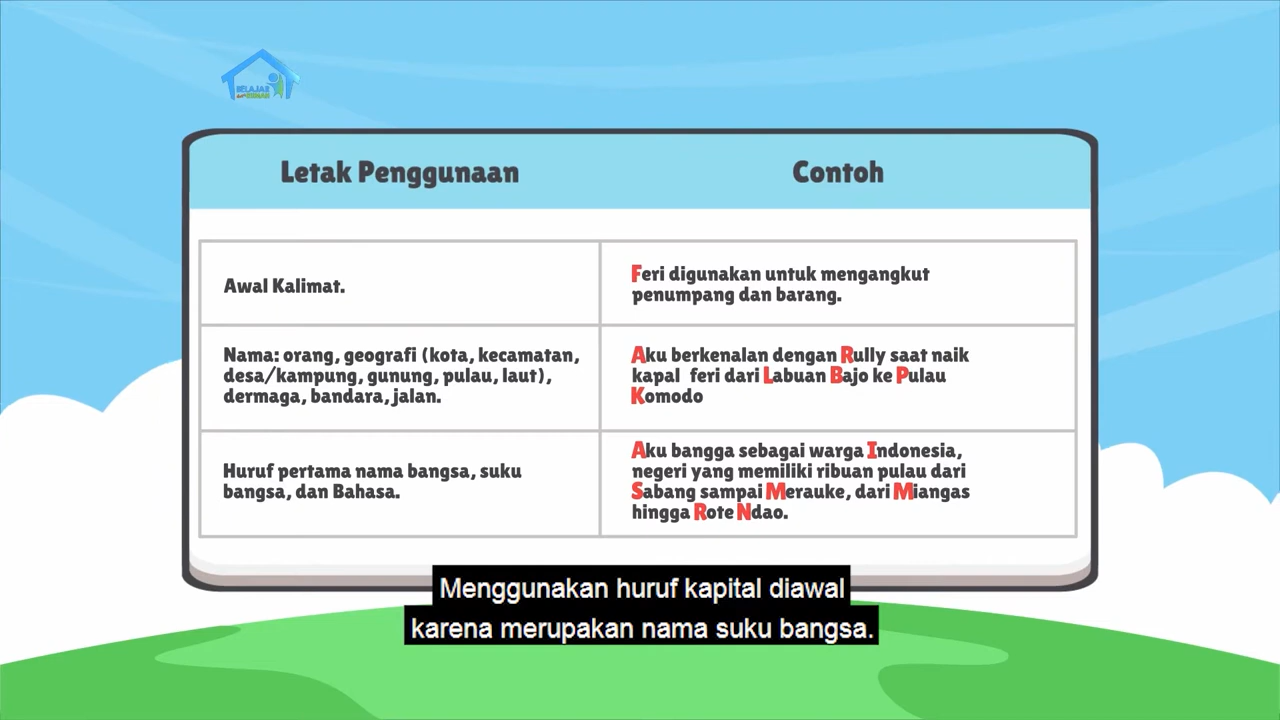 BELAJAR
dari RUMAH
Letak Penggunaan
Contoh
Awal Kalimat.
Feri digunakan untuk mengangkut
penumpang dan barang.
Nama: orang, geografi (kota, kecamatan,
desa/kampung, gunung, pulau, laut),
dermaga, bandara, jalan.
Aku berkenalan dengan Rully saat naik
kapal feri dari Labuan Bajo ke Pulau
Komodo
Huruf pertama nama bangsa, suku
bangsa, dan Bahasa.
Aku bangga sebagai warga Indonesia,
negeri yang memiliki ribuan pulau dari
Sabang sampai Merauke, dari Miangas
hingga Rote Ndao.
Menggunakan huruf kapital diawal
karena merupakan nama suku bangsa.